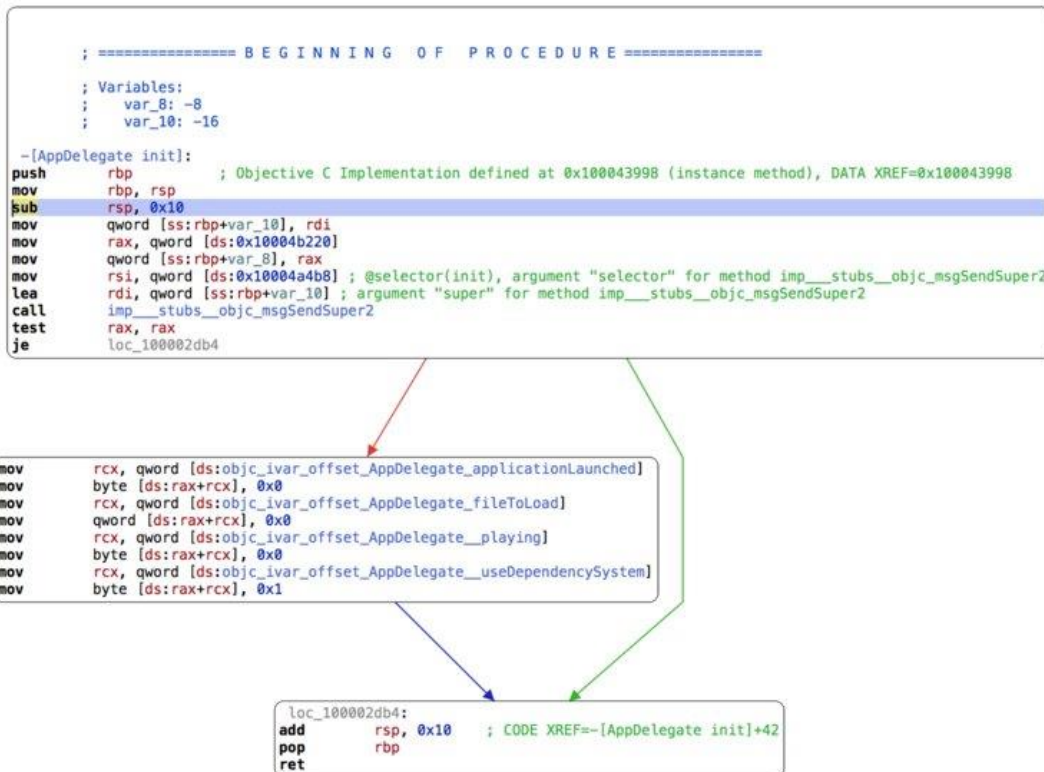 ; ================ B E G I N N I N G   O F   P R O C E D U R E ================
; Variables:
;    var_8: -8
;    var_10: -16
-[AppDelegate init]:
push rbp ; Objective C Implementation defined at 0x100043998 (instance method), DATA XREF=0x100043998
mov rbp, rsp
sub rsp, 0x10
mov qword [ss:rbp+var_10], rdi
mov rax, qword [ds:0x10004b220]
mov qword [ss:rbp+var_8], rax
mov rsi, qword [ds:0x10004a4b8] ; @selector(init), argument "selector" for method imp___stubs__objc_msgSendSuper2
lea rdi, qword [ss:rbp+var_10] ; argument "super" for method imp___stubs__objc_msgSendSuper2
call imp___stubs__objc_msgSendSuper2
test rax, rax
je loc_100002db4
mov rcx, qword [ds:objc_ivar_offset_AppDelegate_applicationLaunched]
mov byte [ds:rax+rcx], 0x0
mov rcx, qword [ds:objc_ivar_offset_AppDelegate_fileToLoad]
mov qword [ds:rax+rcx], 0x0
mov rcx, qword [ds:objc_ivar_offset_AppDelegate__playing]
mov byte [ds:rax+rcx], 0x0
mov rcx, qword [ds:objc_ivar_offset_AppDelegate__useDependencySystem]
mov byte [ds:rax+rcx], 0x1
loc_100002db4:
add rsp, 0x10 ; CODE XREF=-[AppDelegate init]+42
pop rbp
ret